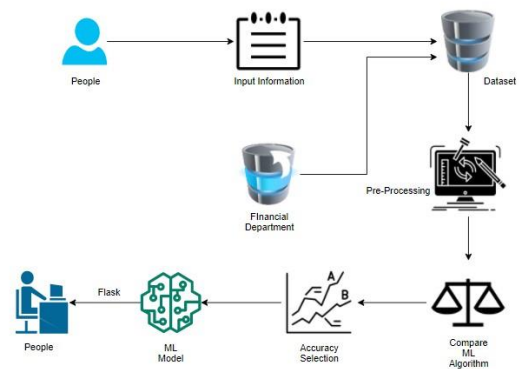 People
Input Information
Dataset
FInancial
Department
Pre-Processing
A
B
Flask
People
ML
Model
Accuracy
Selection
Compare
ML
Algorithm